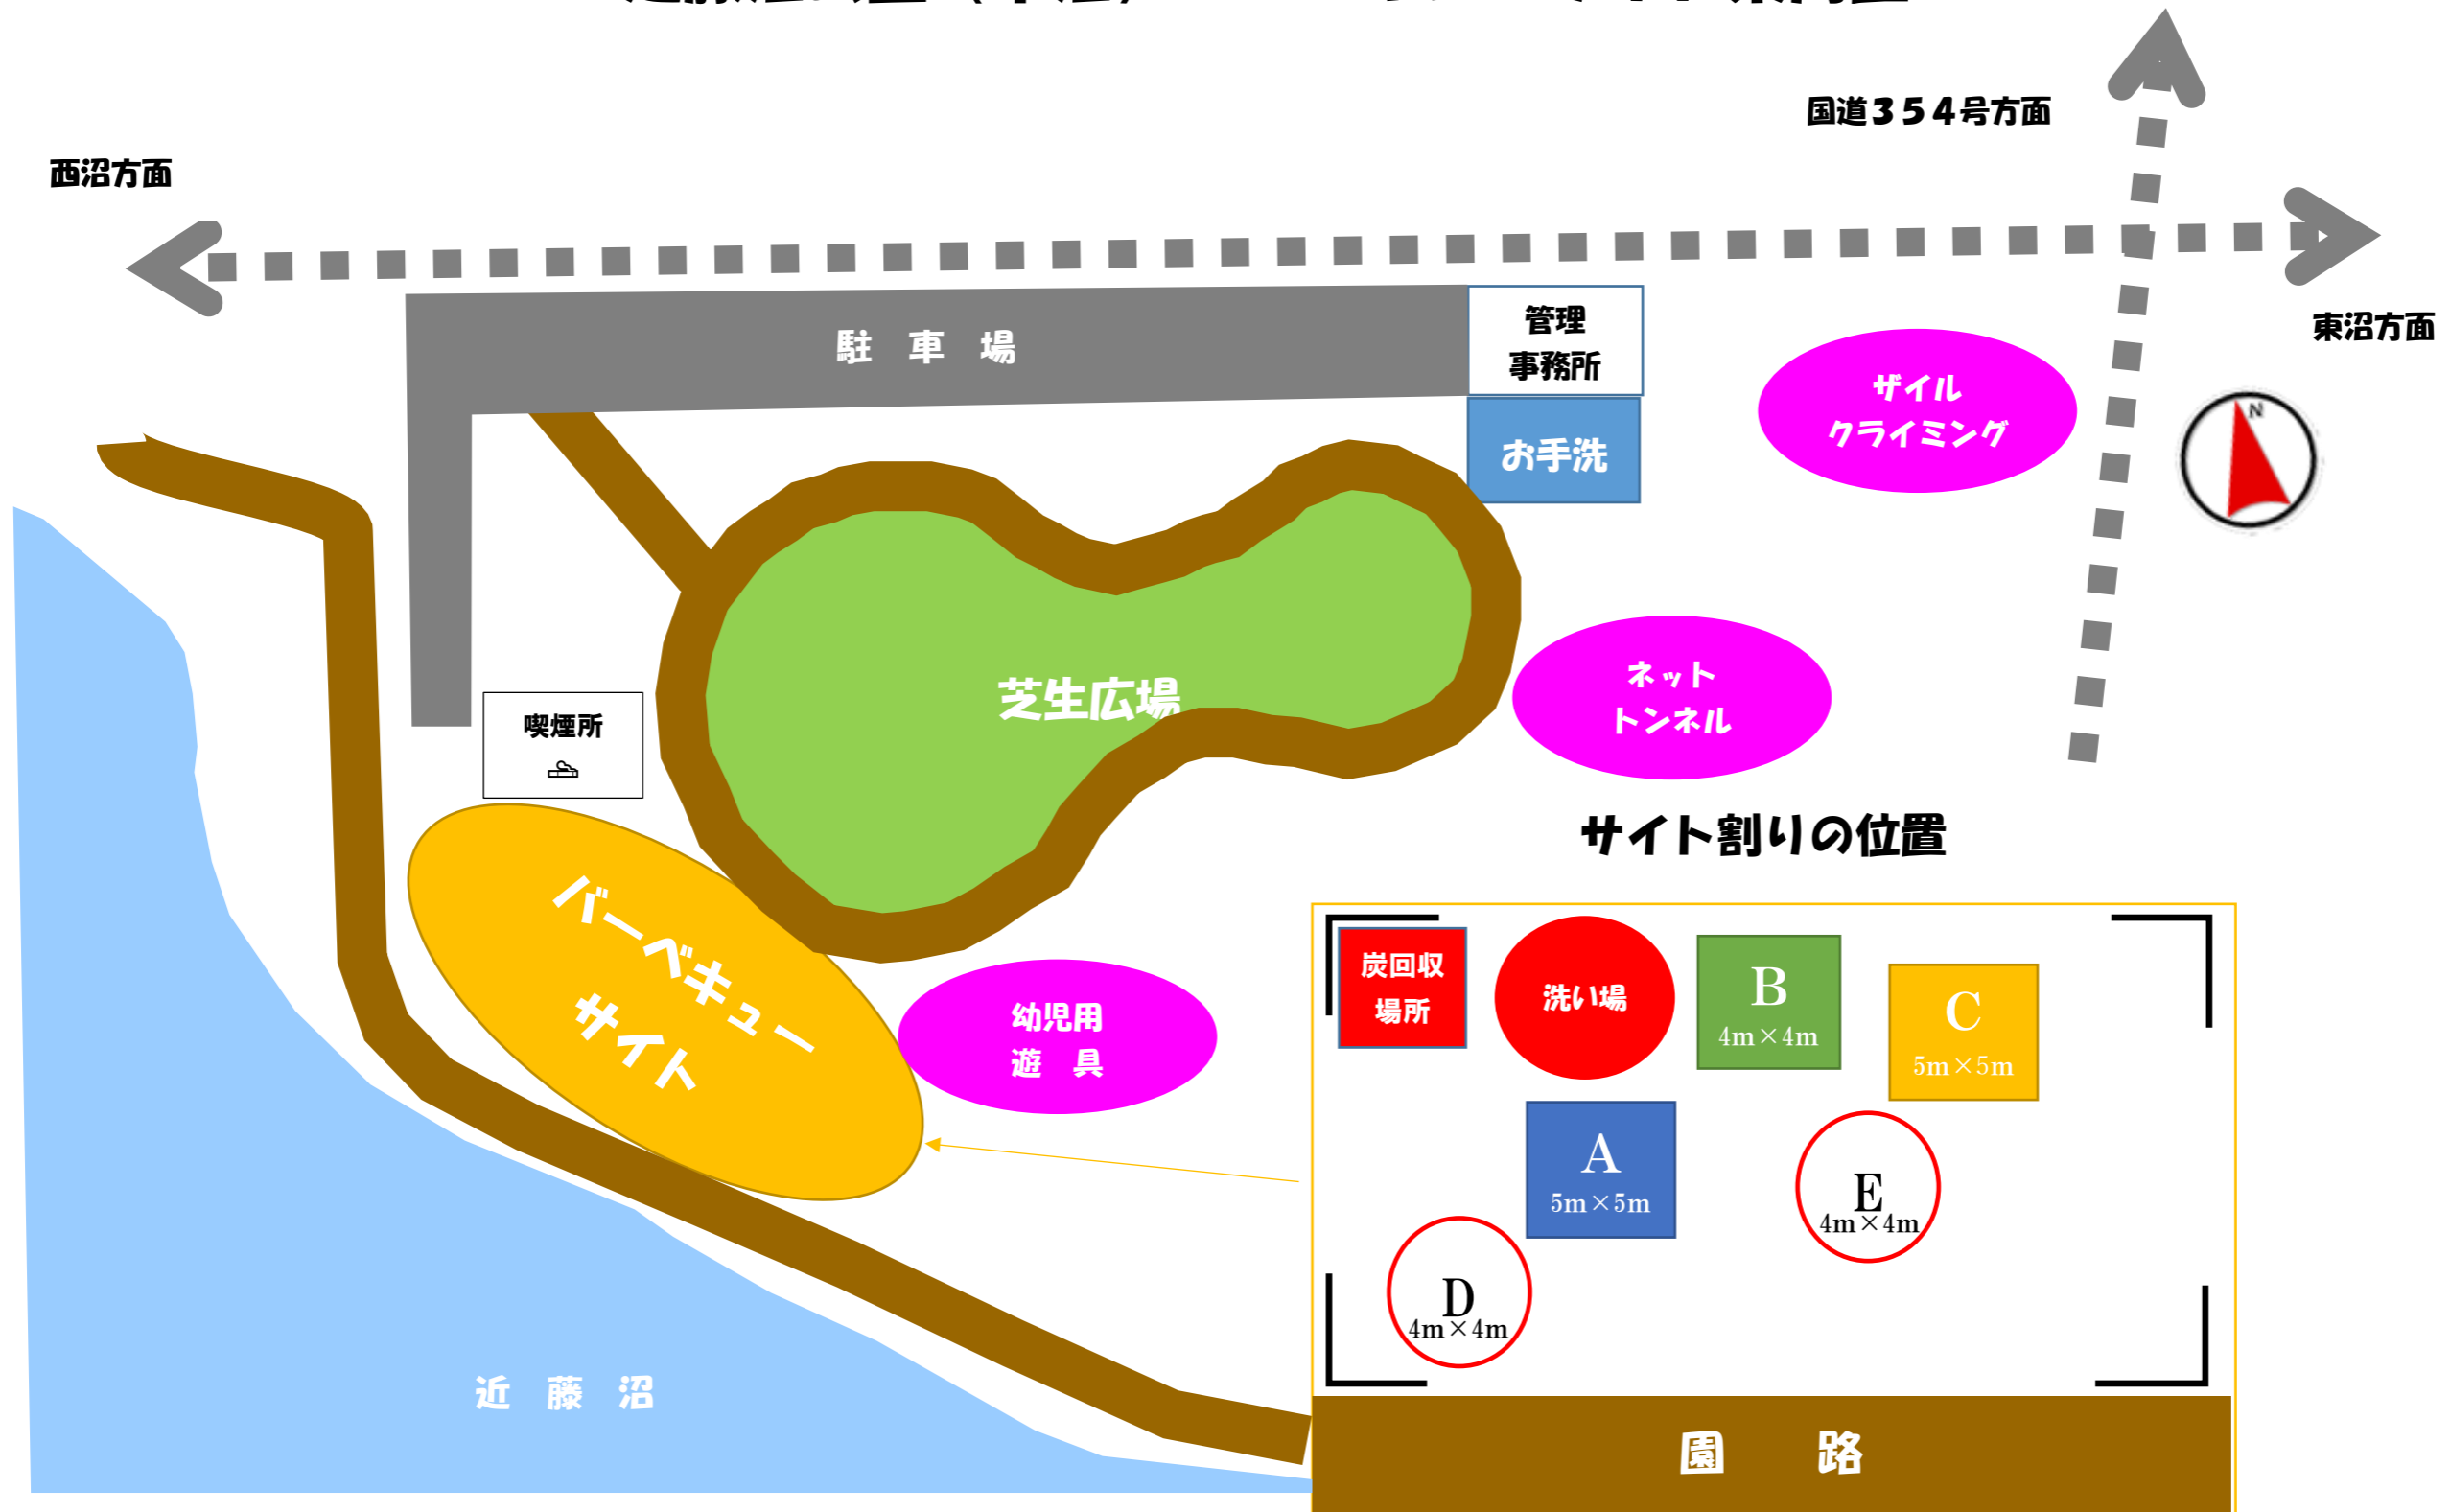 国道３５４号方面
西沼方面
駐　車　場
管理
事務所
東沼方面
ザイル
クライミング
N
お手洗
ネット
トンネル
芝生広場
喫煙所
サイト割りの位置
バーベキュー
サイト
幼児用
遊　具
炭回収
場所
洗い場
B
4m×4m
C
5m×5m
A
5m×5m
E
4m×4m
D
4m×4m
近　藤　沼
園　　路